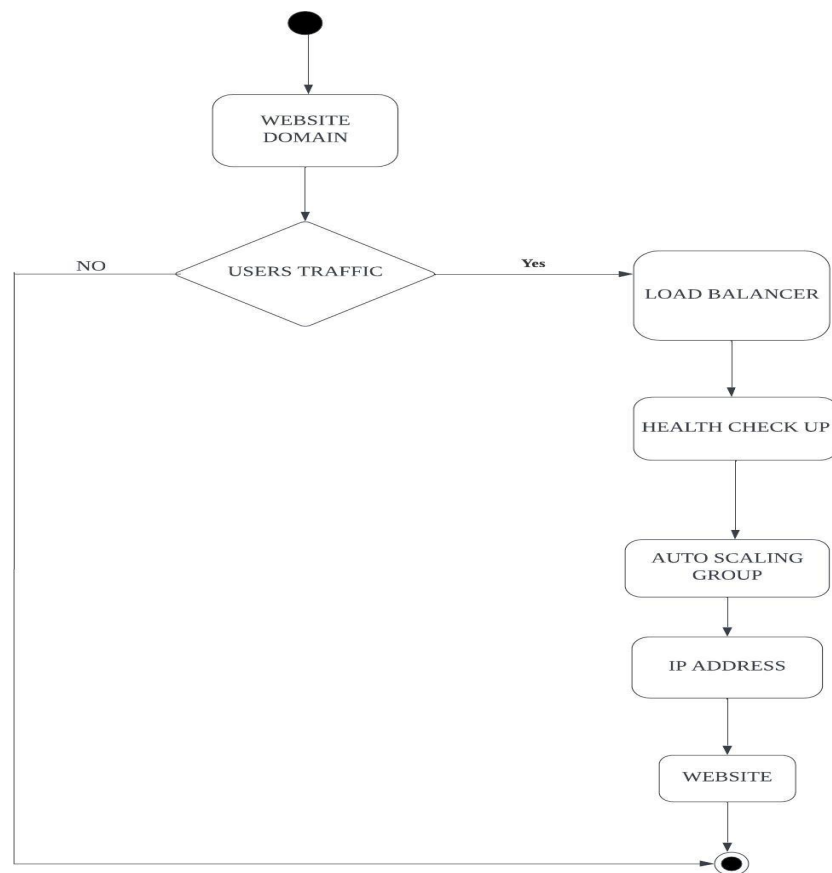 WEBSITE
DOMAIN
NO
USERS TRAFFIC
Yes
LOAD BALANCER
HEALTH CHECK UP
AUTO SCALING
GROUP
IP ADDRESS
WEBSITE